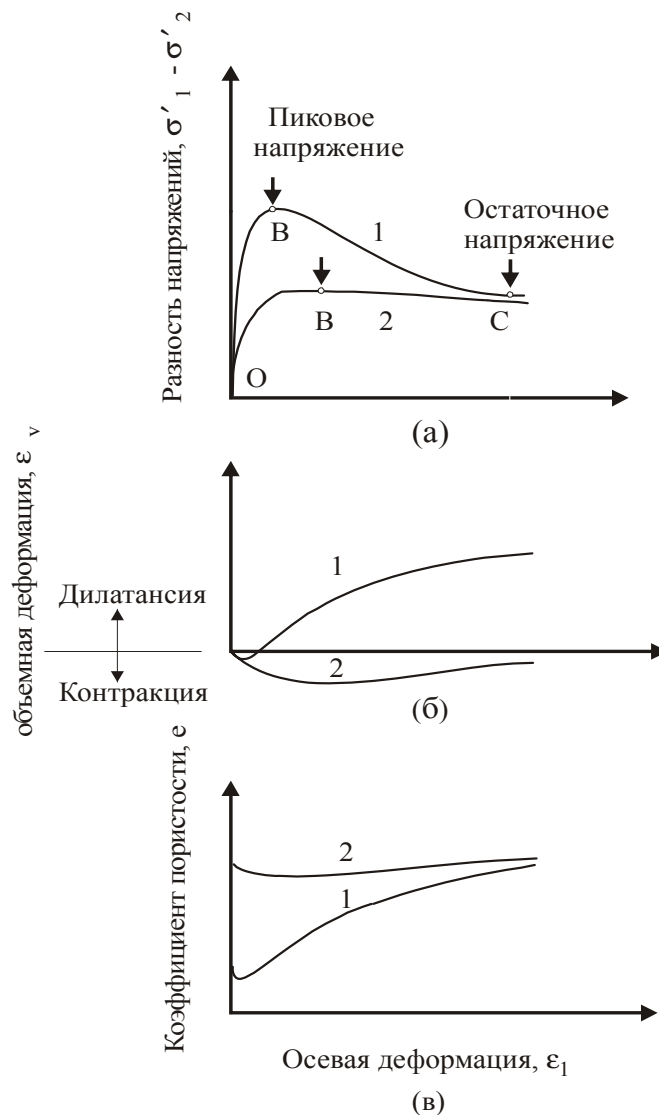 Разность напряжений, σ′1 - σ′2
Пиковое
напряжение
Остаточное
напряжение
B
1
B
2
C
O
(а)
объемная деформация, ε v
Дилатансия
Контракция
1
2
(б)
Коэффициент пористости, e
2
1
Осевая деформация, ε1
(в)